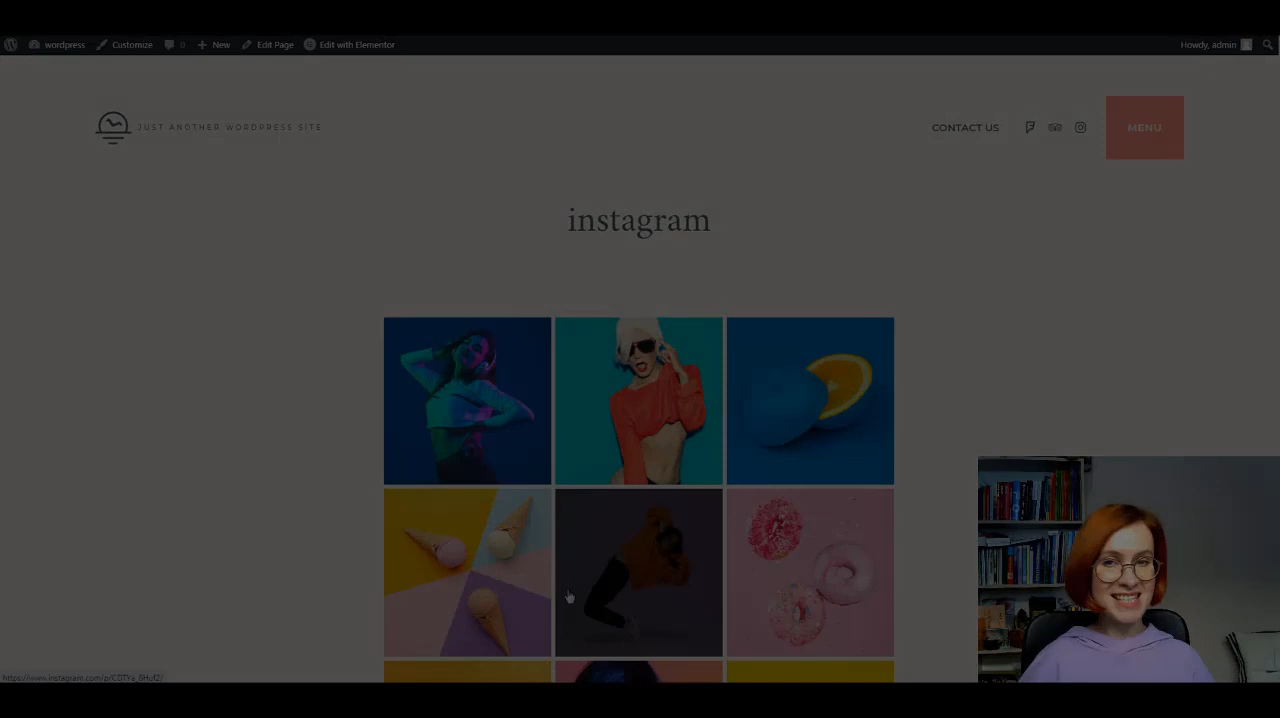 wordpress Customize 0 New Edit Page Edit with Elementor Howdy, admin
JUST ANOTHER WORDPRESS SITE CONTACT US MENU
instagram